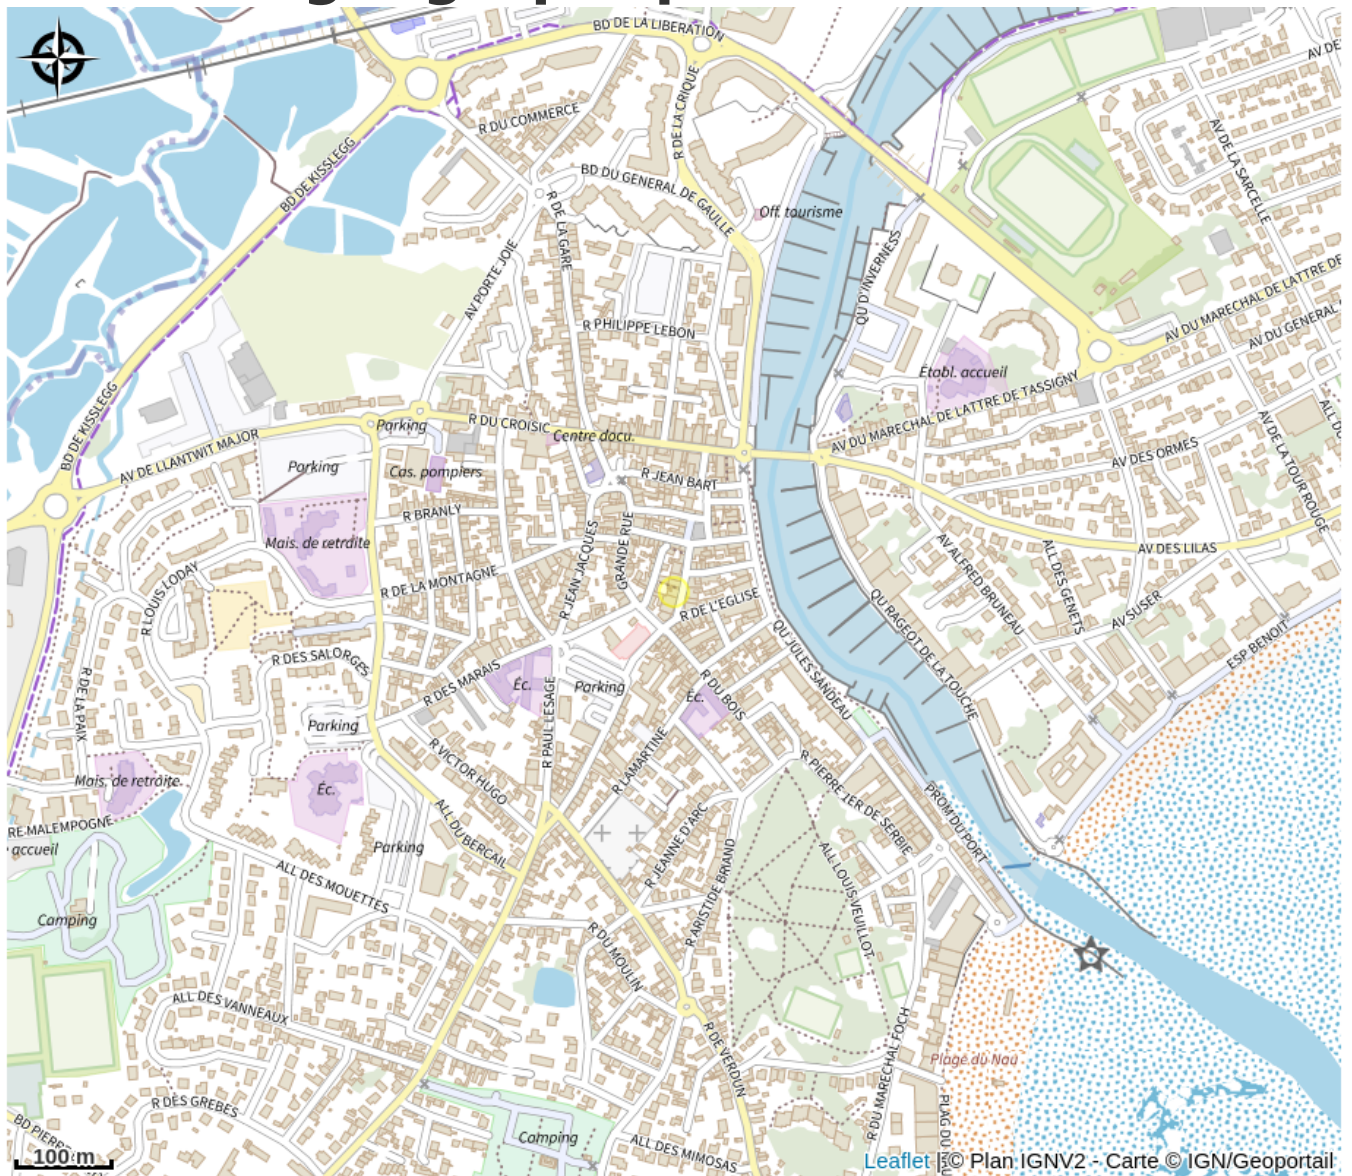 BD DE LA LIBERATION
AV DE
R DU COMMERCE
R DE LA CRIQUE
AV DE LA SARCELLE
BD DE KISSLEGG
BD DU GENERAL DE GAULLE
Off. tourisme
R DE LA GARE
AV PORTE JOIE
QU D'INVERNESS
AV DU MARECHAL DE LATTRE DE
AV DU GENERAL
R PHILIPPE LEBON
Établ. accueil
AV DU MARECHAL DE LATTRE DE TASSIGNY
BD DE KISSLEGG
AV DE LLANTWIT MAJOR
Parking
R DU CROISIC
Centre docu.
AV DE LA TOUR ROUGE
AV DES ORMES
Parking
Cas. pompiers
R JEAN BART
R BRANLY
Mais. de retraite
GRANDE RUE
R JEAN JACQUES
AV ALFRED BRUNEAU
ALL DES GENETS
AV DES LILAS
R LOUIS LODAY
R DE LA MONTAGNE
R DE L'EGLISE
QU RAGEOT DE LA TOUCHE
AV SUSER
ESP BENOIT
QU JULES SANDEAU
R DES SALORGES
R DE LA PAIX
R DES MARAIS
Éc.
Parking
Éc.
R DU BOIS
R PAUL LESAGE
Parking
R VICTOR HUGO
R LAMARTINE
R PIERRE 1ER DE SERBIE
PROM DU PORT
Mais. de retraite
Éc.
ALL DU BERCAIL
RE-MALEMPOGNE
accueil
Parking
R JEANNE D'ARC
R ARISTIDE BRIAND
ALL LOUIS VEUILLOT
ALL DES MOUETTES
Camping
R DU MOULIN
ALL DES VANNEAUX
R DE VERDUN
R DU MARECHAL FOCH
Plage du Nau
R DES GREBES
BD PIERRE
Camping
ALL DES MIMOSAS
PLAG DU
100 m
Leaflet | © Plan IGNV2 - Carte © IGN/Geoportail